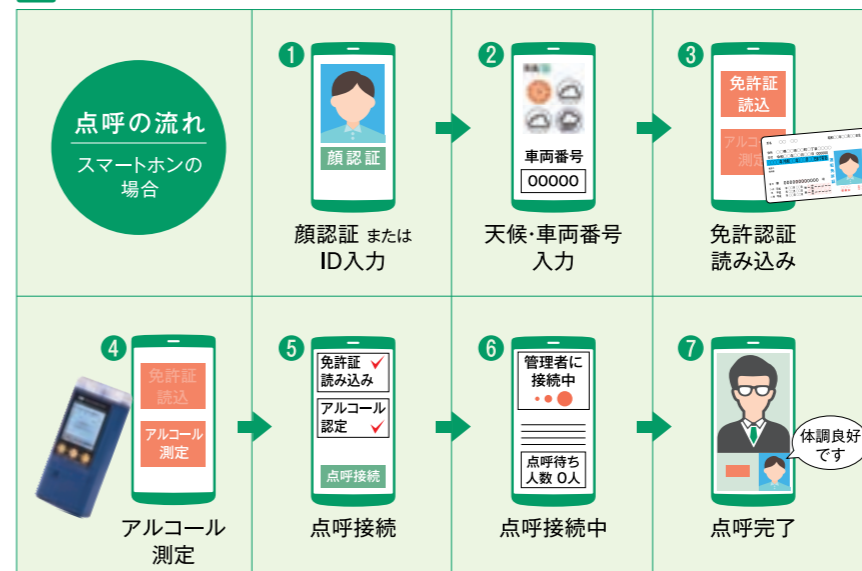 点呼の流れ
スマートホンの
場合
1
顔認証
顔認証 または
ID入力
2
車両番号
00000
天候・車両番号
入力
3
免許証
読込
アルコール
測定
免許認証
読み込み
4
免許証
読込
アルコール
測定
アルコール
測定
5
免許証
読み込み
アルコール
認定
点呼接続
点呼接続
6
管理者に
接続中
点呼待ち
人数 0人
点呼接続中
7
体調良好
です
点呼完了